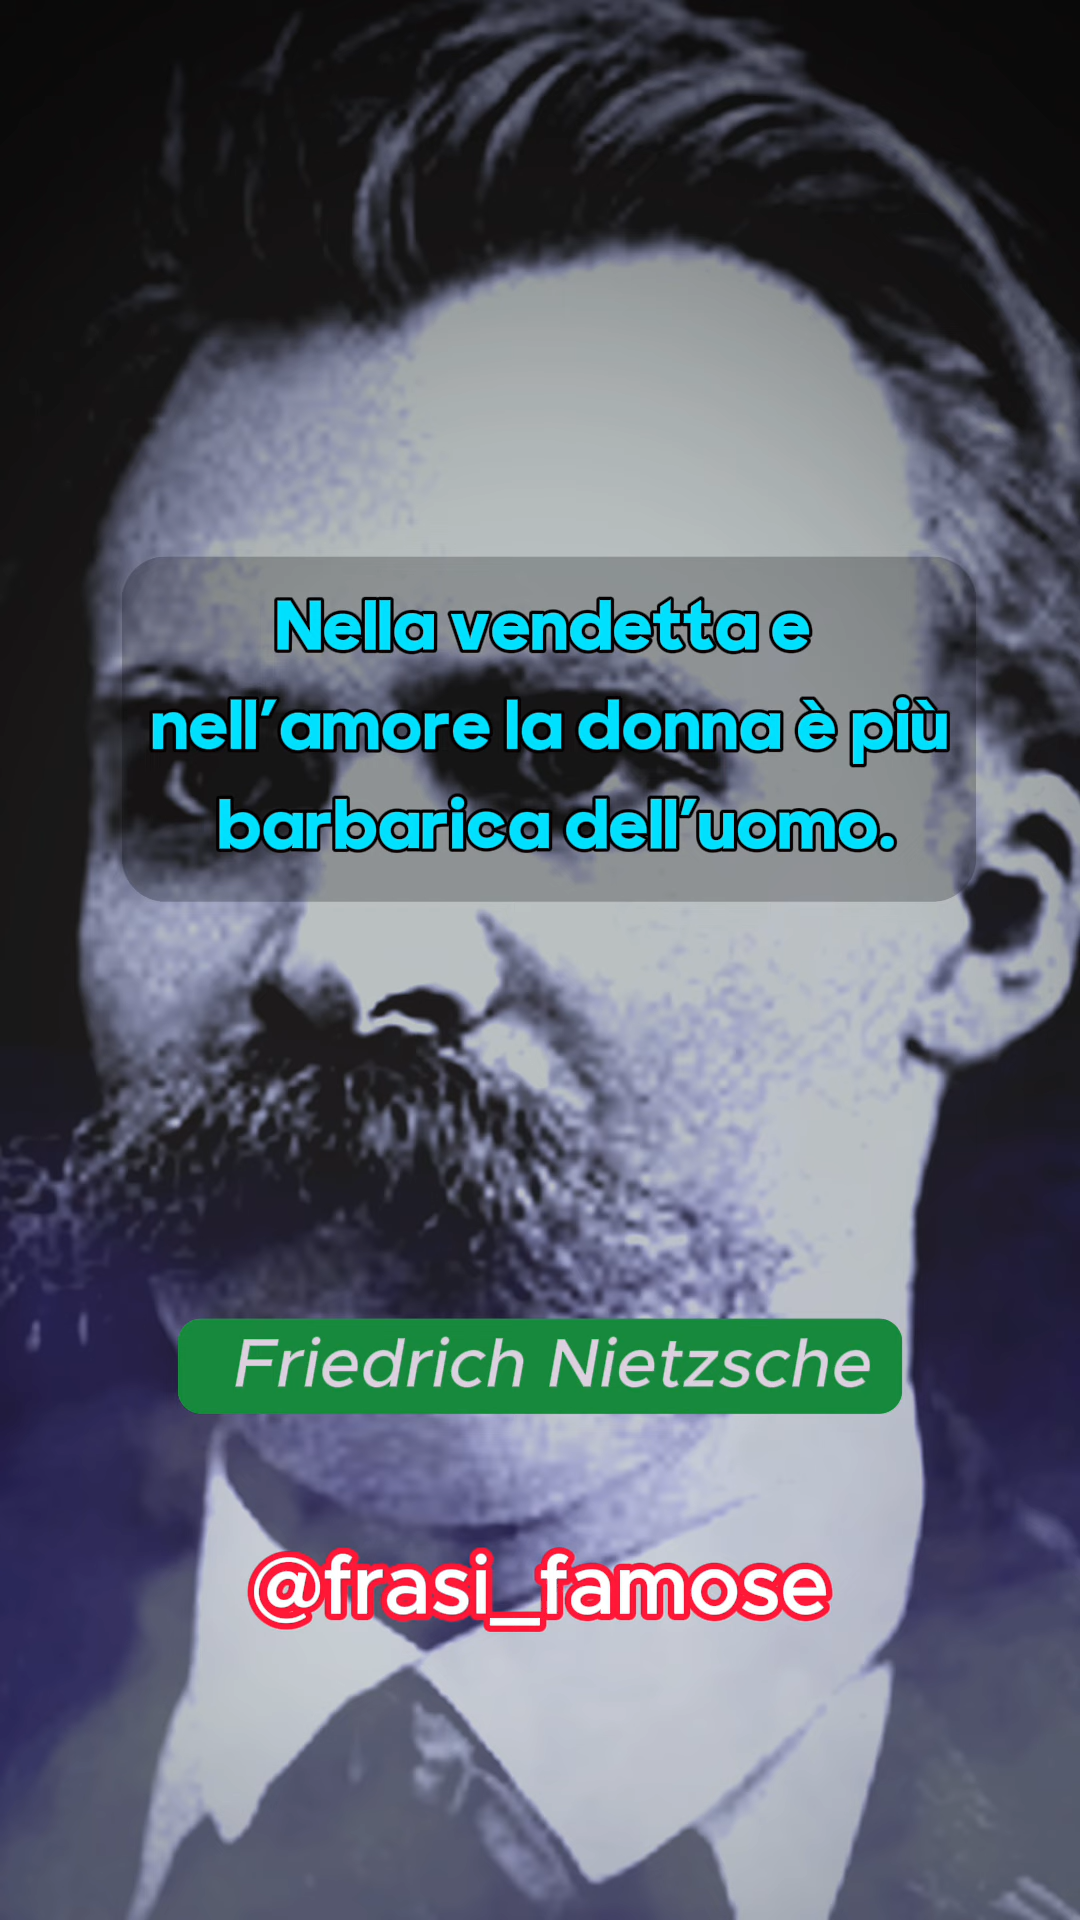 Nella vendetta e
nell’amore la donna è più
barbarica dell’uomo.
Friedrich Nietzsche
@frasi_famose